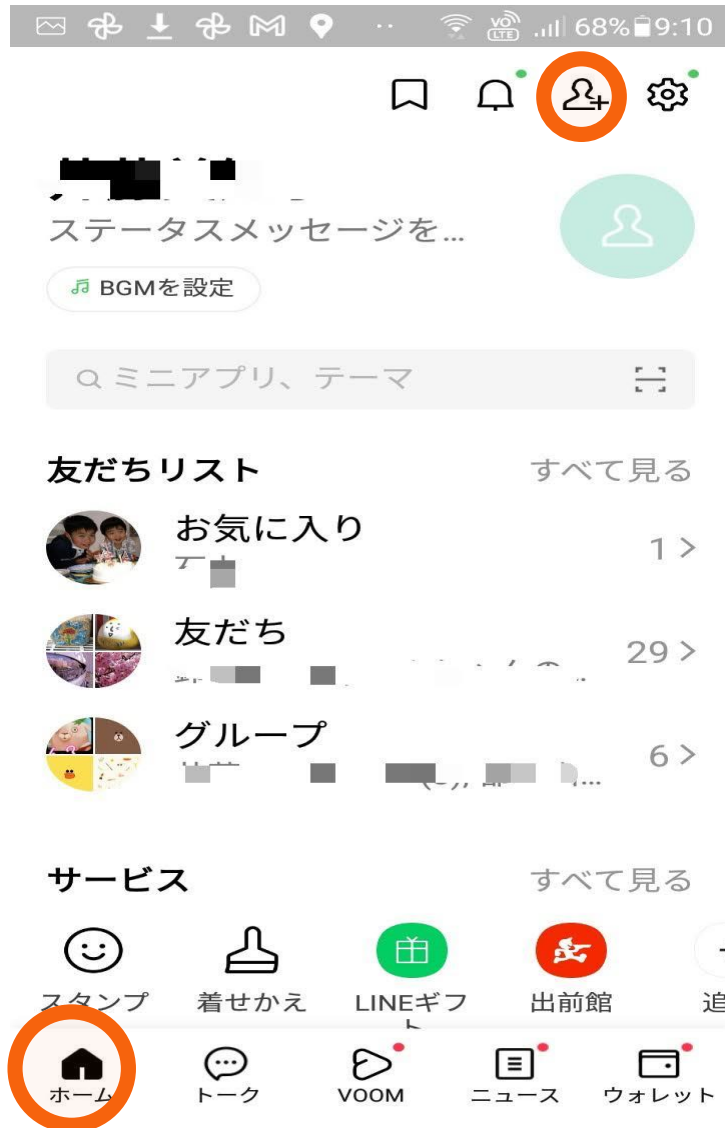 VO LTE 68% 9:10
ステータスメッセージを...
BGMを設定
ミニアプリ、テーマ
友だちリスト すべて見る
お気に入り
1 >
友だち
29 >
グループ
6 >
サービス すべて見る
スタンプ 着せかえ LINEギフト 出前館 追
ホーム トーク VOOM ニュース ウォレット